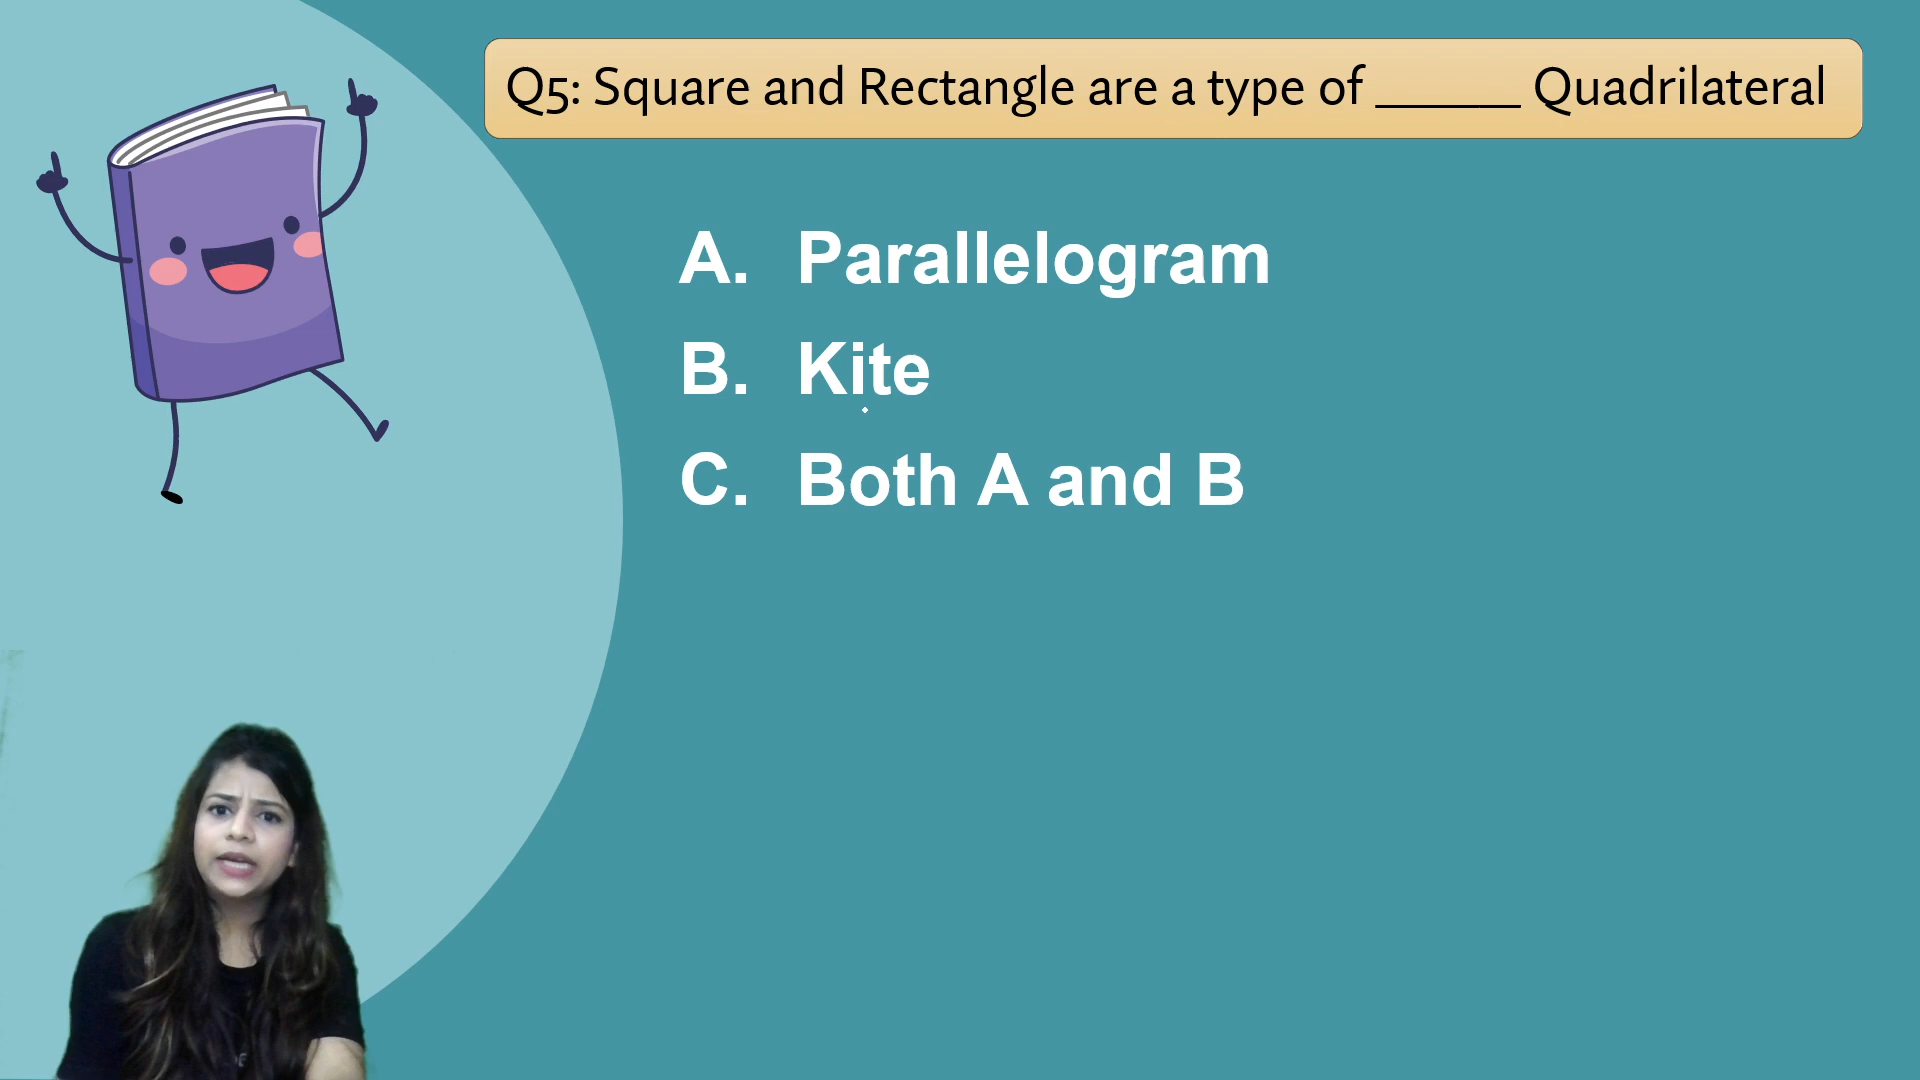 Q5: Square and Rectangle are a type of ______ Quadrilateral
A. Parallelogram
B. Kite
C. Both A and B